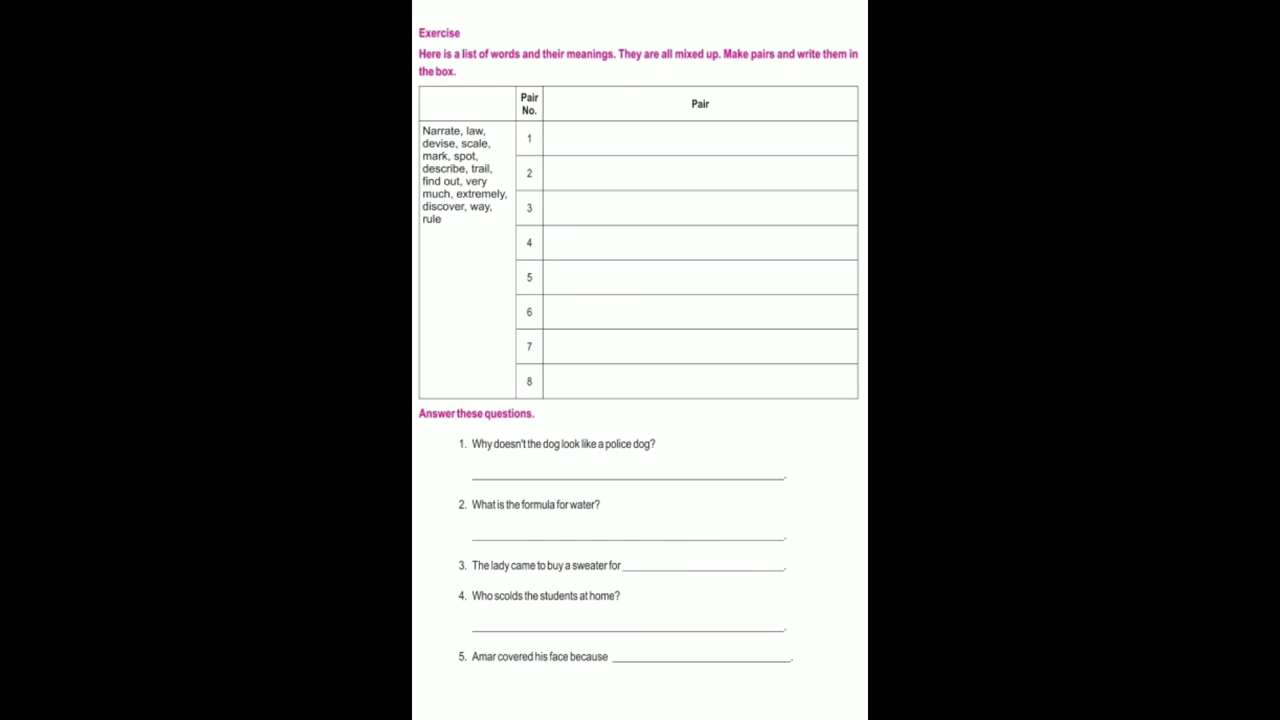 Exercise
Here is a list of words and their meanings. They are all mixed up. Make pairs and write them in
the box.
Pair
No.
Pair
Narrate, law,
devise, scale,
mark, spot,
describe, trail,
find out, very
much, extremely,
discover, way,
rule
1
2
3
4
5
6
7
8
Answer these questions.
1. Why doesn't the dog look like a police dog?
.
2. What is the formula for water?
.
3. The lady came to buy a sweater for ____________________.
4. Who scolds the students at home?
.
5. Amar covered his face because ____________________.